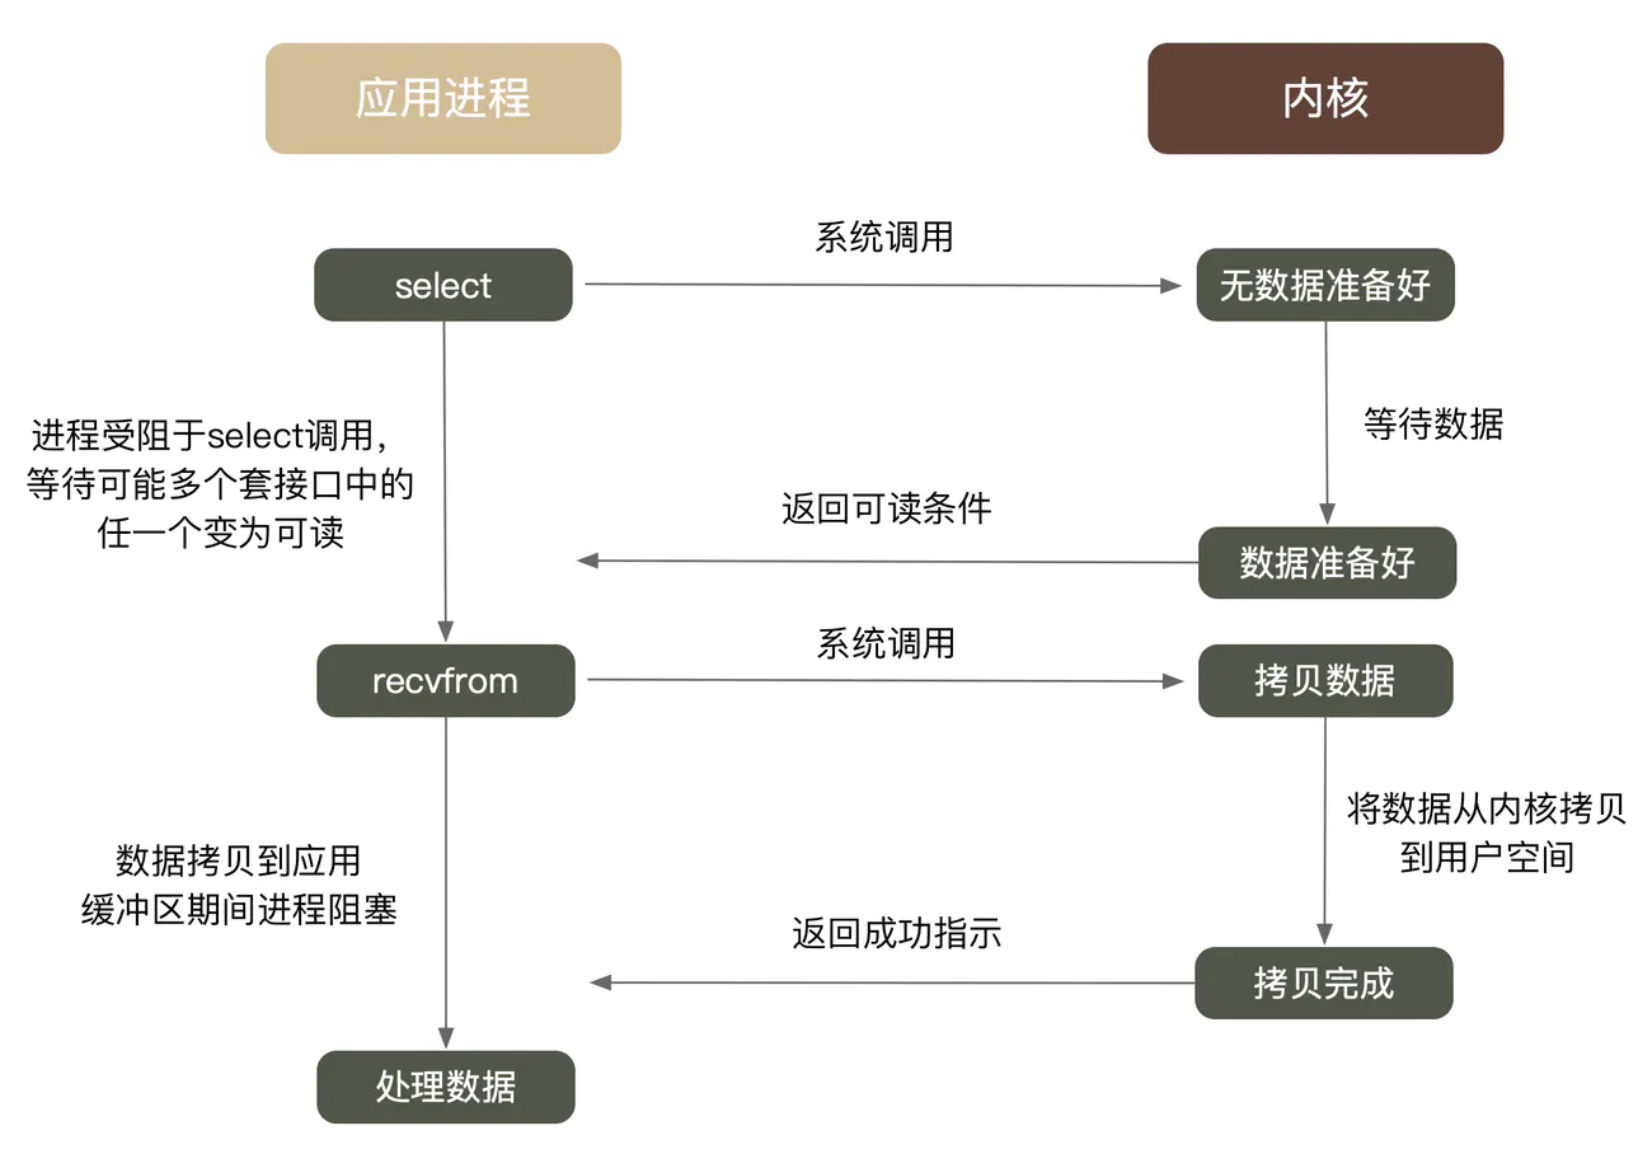 应用进程
内核
系统调用
select
无数据准备好
进程受阻于select调用，
等待可能多个套接口中的
任一个变为可读
等待数据
返回可读条件
数据准备好
系统调用
recvfrom
拷贝数据
将数据从内核拷贝
到用户空间
数据拷贝到应用
缓冲区期间进程阻塞
返回成功指示
拷贝完成
处理数据